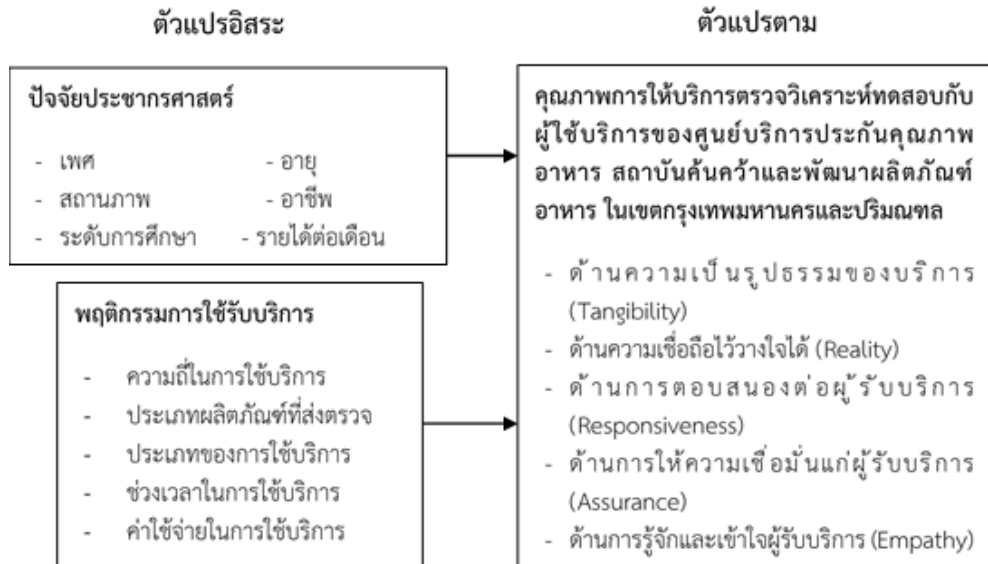 ตัวแปรอิสระ
ตัวแปรตาม
ปัจจัยประชากรศาสตร์
- เพศ - อายุ
- สถานภาพ - อาชีพ
- ระดับการศึกษา - รายได้ต่อเดือน
พฤติกรรมการใช้รับบริการ
- ความถี่ในการใช้บริการ
- ประเภทผลิตภัณฑ์ที่ส่งตรวจ
- ประเภทของการใช้บริการ
- ช่วงเวลาในการใช้บริการ
- ค่าใช้จ่ายในการใช้บริการ
คุณภาพการให้บริการตรวจวิเคราะห์ทดสอบกับ
ผู้ใช้บริการของศูนย์บริการประกันคุณภาพ
อาหาร สถาบันค้นคว้าและพัฒนาผลิตภัณฑ์
อาหาร ในเขตกรุงเทพมหานครและปริมณฑล
- ด้านความเป็นรูปธรรมของบริการ
(Tangibility)
- ด้านความเชื่อถือไว้วางใจได้ (Reality)
- ด้านการตอบสนองต่อผู้รับบริการ
(Responsiveness)
- ด้านการให้ความเชื่อมั่นแก่ผู้รับบริการ
(Assurance)
- ด้านการรู้จักและเข้าใจผู้รับบริการ (Empathy)